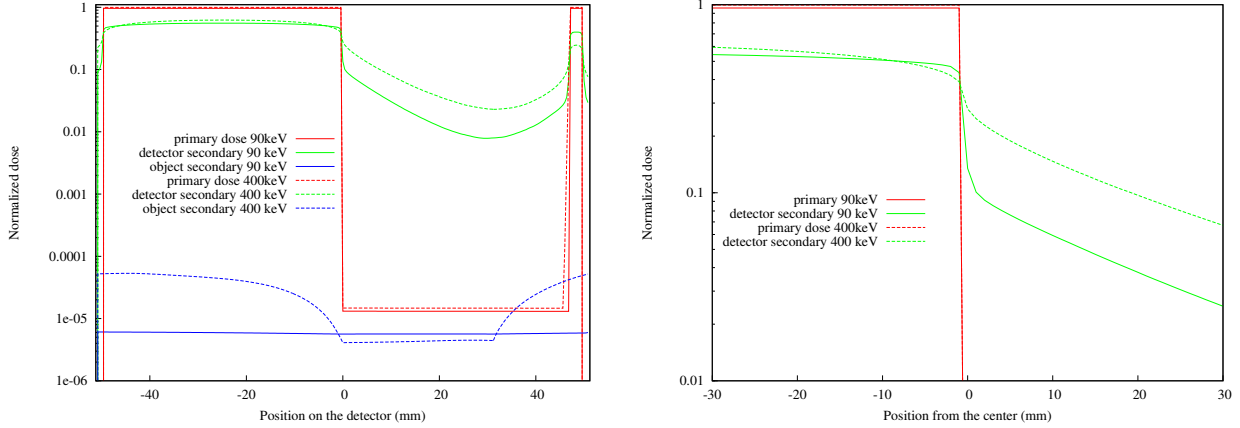 1
0.1
0.01
0.001
0.0001
1e-05
1e-06
Normalized dose
primary dose 90keV
detector secondary 90 keV
object secondary 90 keV
primary dose 400keV
detector secondary 400 keV
object secondary 400 keV
-40 -20 0 20 40
Position on the detector (mm)
1
0.1
0.01
Normalized dose
primary 90keV
detector secondary 90 keV
primary dose 400keV
detector secondary 400 keV
-30 -20 -10 0 10 20 30
Position from the center (mm)